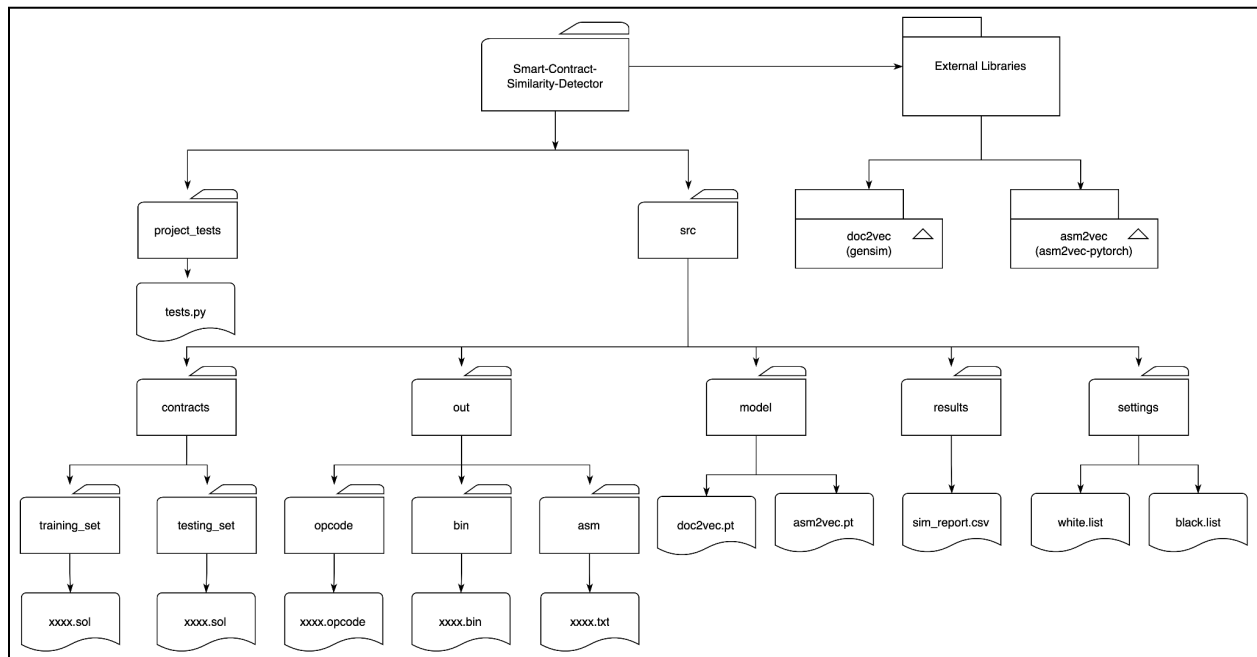 Smart-Contract-
Similarity-Detector
External Libraries
project_tests
src
doc2vec
(gensim)
asm2vec
(asm2vec-pytorch)
tests.py
contracts
out
model
results
settings
training_set
testing_set
opcode
bin
asm
doc2vec.pt
asm2vec.pt
sim_report.csv
white.list
black.list
xxxx.sol
xxxx.sol
xxxx.opcode
xxxx.bin
xxxx.txt